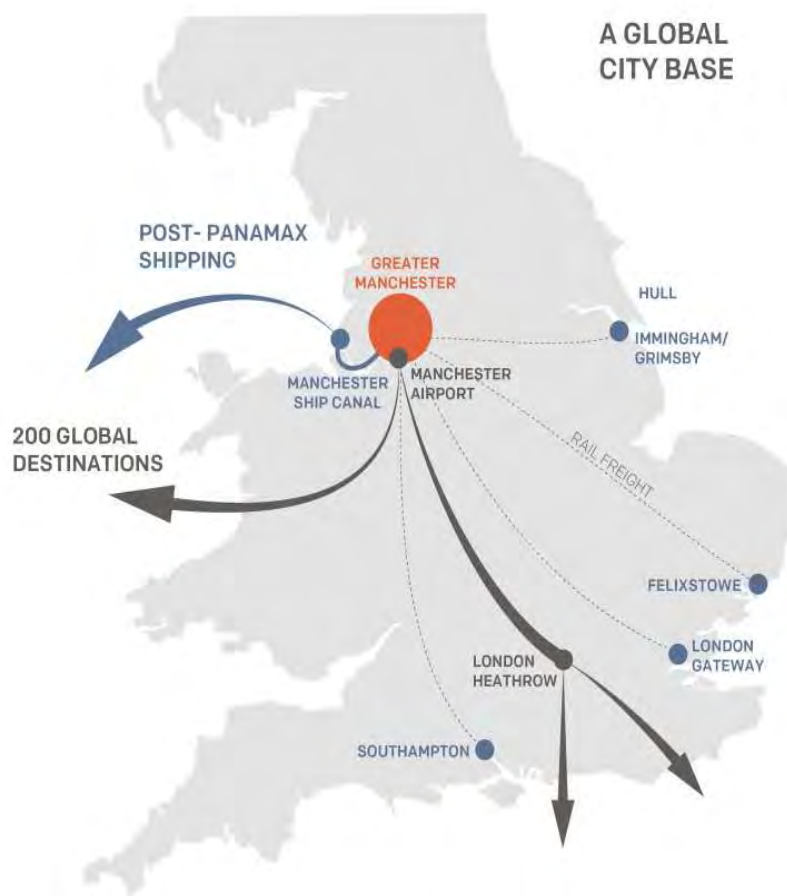 A GLOBAL
CITY BASE
POST- PANAMAX
SHIPPING
GREATER
MANCHESTER
HULL
IMMINGHAM/
GRIMSBY
MANCHESTER
SHIP CANAL
MANCHESTER
AIRPORT
200 GLOBAL
DESTINATIONS
RAIL FREIGHT
FELIXSTOWE
LONDON
GATEWAY
LONDON
HEATHROW
SOUTHAMPTON